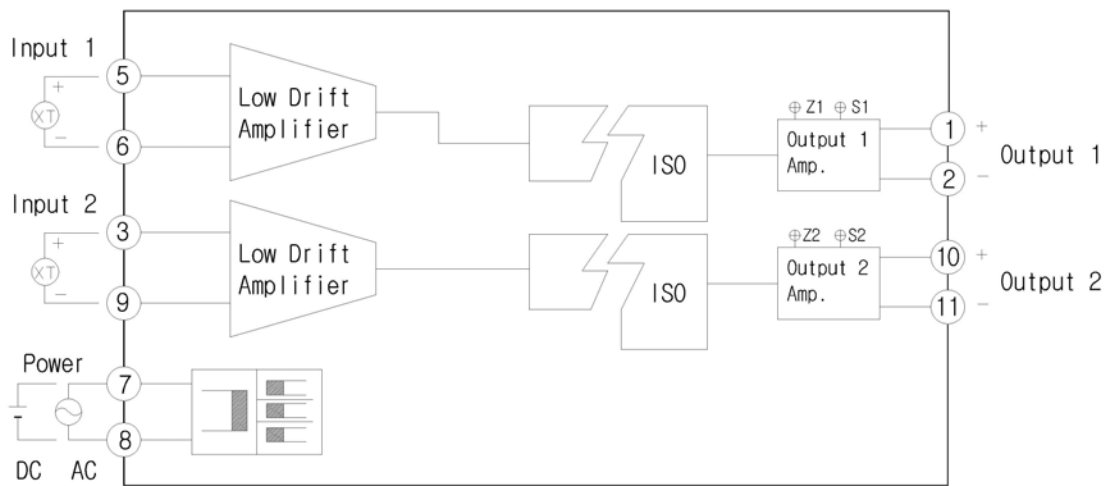 Input 1
+
XT
−
5
6
Low Drift
Amplifier
ISO
Z1 S1
Output 1
Amp.
1 +
2 −
Output 1
Input 2
+
XT
−
3
9
Low Drift
Amplifier
ISO
Z2 S2
Output 2
Amp.
10 +
11 −
Output 2
Power
7
8
DC AC